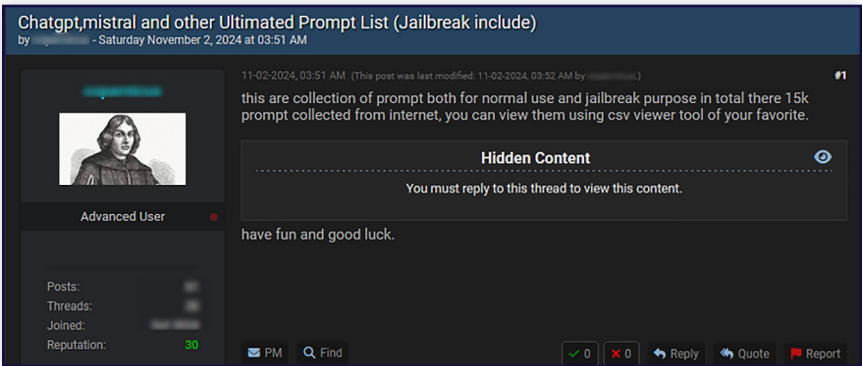 Chatgpt,mistral and other Ultimated Prompt List (Jailbreak include)
by - Saturday November 2, 2024 at 03:51 AM
11-02-2024, 03:51 AM (This post was last modified: 11-02-2024, 03:52 AM by .)
#1
this are collection of prompt both for normal use and jailbreak purpose in total there 15k
prompt collected from internet, you can view them using csv viewer tool of your favorite.
Hidden Content
You must reply to this thread to view this content.
have fun and good luck.
Advanced User
Posts:
Threads:
Joined:
Reputation: 30
PM Find 0 0 Reply Quote Report